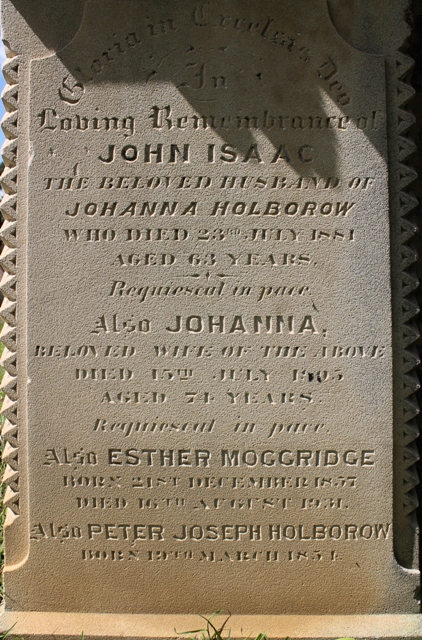 Gloria in Excelsis Deo
In
Loving Remembrance of
JOHN ISAAC
THE BELOVED HUSBAND OF
JOHANNA HOLBOROW
WHO DIED 23RD JULY 1881
AGED 63 YEARS.
Requiescat in pace.
Also JOHANNA,
BELOVED WIFE OF THE ABOVE
DIED 15TH JULY 1905
AGED 74 YEARS.
Requiescat in pace.
Also ESTHER MOGGRIDGE
BORN 21ST DECEMBER 1857
DIED 16TH AUGUST 1931.
Also PETER JOSEPH HOLBOROW
BORN 19TH MARCH 1854.